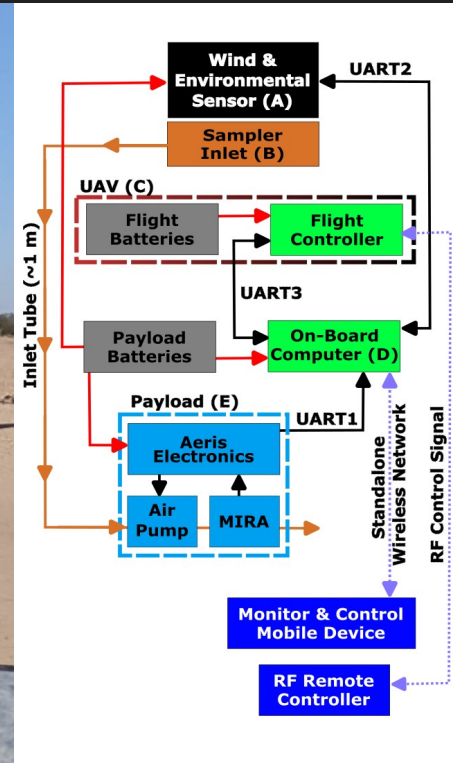 Wind &
Environmental
Sensor (A)
UART2
Sampler
Inlet (B)
UAV (C)
Flight
Batteries
Flight
Controller
Inlet Tube (~1 m)
UART3
Payload
Batteries
On-Board
Computer (D)
Payload (E)
UART1
Aeris
Electronics
Air
Pump
MIRA
Standalone
Wireless Network
RF Control Signal
Monitor & Control
Mobile Device
RF Remote
Controller